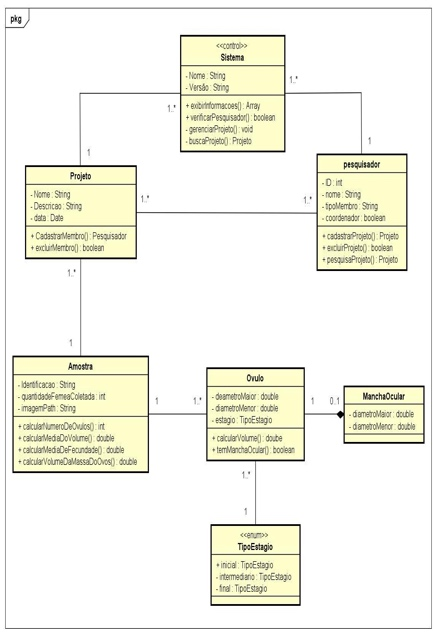 pkg
<<control>>
Sistema
- Nome : String
- Versão : String
+ exibirInformacoes() : Array
+ verificarPesquisador() : boolean
- gerenciarProjeto() : void
- buscaProjeto() : Projeto
1..*
1..*
1
1
Projeto
- Nome : String
- Descricao : String
- data : Date
+ CadastrarMembro() : Pesquisador
+ excluirMembro() : boolean
1..*
1..*
pesquisador
- ID : int
- nome : String
- tipoMembro : String
- coordenador : boolean
+ cadastrarProjeto() : Projeto
+ excluirProjeto() : boolean
+ pesquisaProjeto() : Projeto
1..*
1
Amostra
- Identificacao : String
- quantidadeFemeaColetada : int
- imagemPath : String
+ calcularNumeroDeOvulos() : int
+ calcularMediaDoVolume() : double
+ calcularMediaDeFecundade() : double
+ calcularVolumeDaMassaDoOvos() : double
1
1..*
Ovulo
- deametroMaior : double
- diametroMenor : double
- estagio : TipoEstagio
+ calcularVolume() : doube
+ temManchaOcular() : boolean
1
0..1
ManchaOcular
- diametroMaior : double
- diametroMenor : double
1..*
1
<<enum>>
TipoEstagio
+ inicial : TipoEstagio
- intermediario : TipoEstagio
- final : TipoEstagio